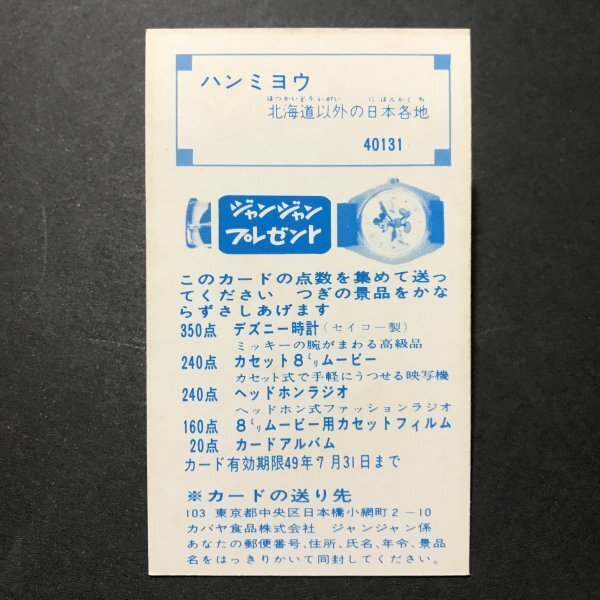 ハンミヨウ
ほつかいどういがい にほんかくち
北海道以外の日本各地
40131
ジャンジャン
プレゼント
このカードの点数を集めて送っ
てください つぎの景品をかな
らずさしあげます
350点 デズニー時計(セイコー製)
ミッキーの腕がまわる高級品
240点 カセット8ミリムービー
カセット式で手軽にうつせる映写機
240点 ヘッドホンラジオ
ヘッドホン式ファッションラジオ
160点 8ミリムービー用カセットフィルム
20点 カードアルバム
カード有効期限49年7月31日まで
※カードの送り先
103 東京都中央区日本橋小網町2-10
カバヤ食品株式会社 ジャンジャン係
あなたの郵便番号、住所、氏名、年令、景品
名をはっきりかいて同封してください。